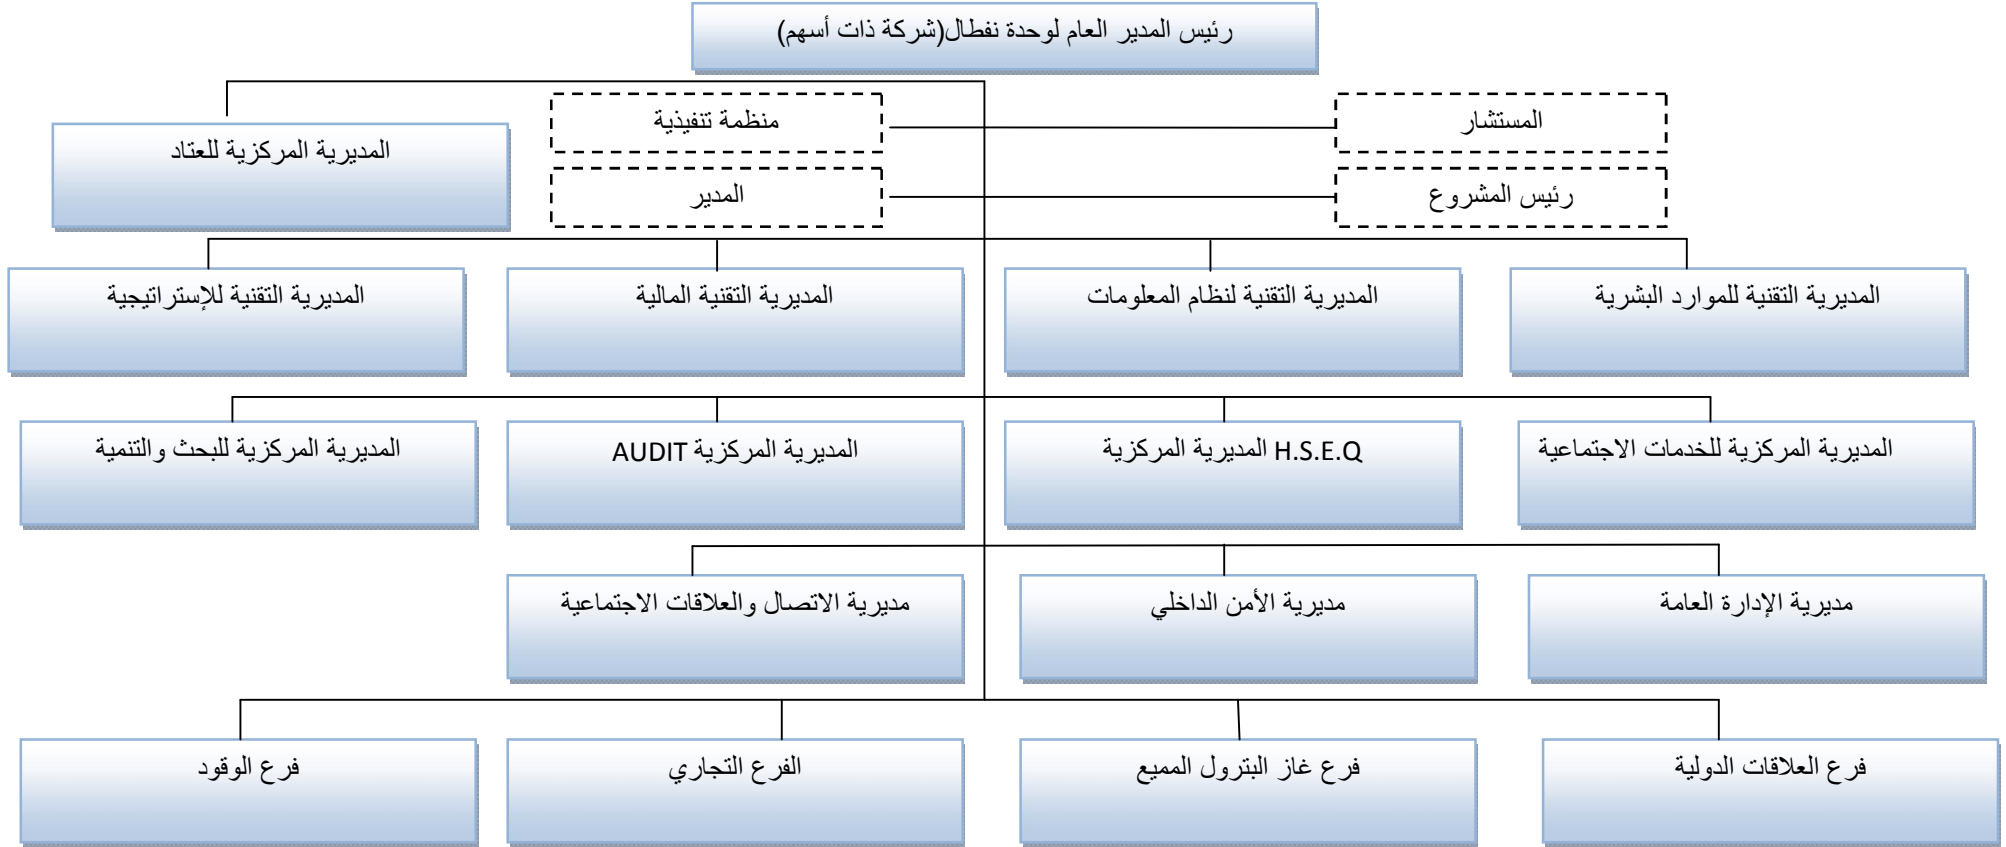 رئيس المدير العام لوحدة نفطال(شركة ذات أسهم)
المستشار
منظمة تنفيذية
المديرية المركزية للعتاد
رئيس المشروع
المدير
المديرية التقنية للموارد البشرية
المديرية التقنية لنظام المعلومات
المديرية التقنية المالية
المديرية التقنية للإستراتيجية
المديرية المركزية للخدمات الاجتماعية
H.S.E.Q المديرية المركزية
المديرية المركزية AUDIT
المديرية المركزية للبحث والتنمية
مديرية الإدارة العامة
مديرية الأمن الداخلي
مديرية الاتصال والعلاقات الاجتماعية
فرع العلاقات الدولية
فرع غاز البترول المميع
الفرع التجاري
فرع الوقود